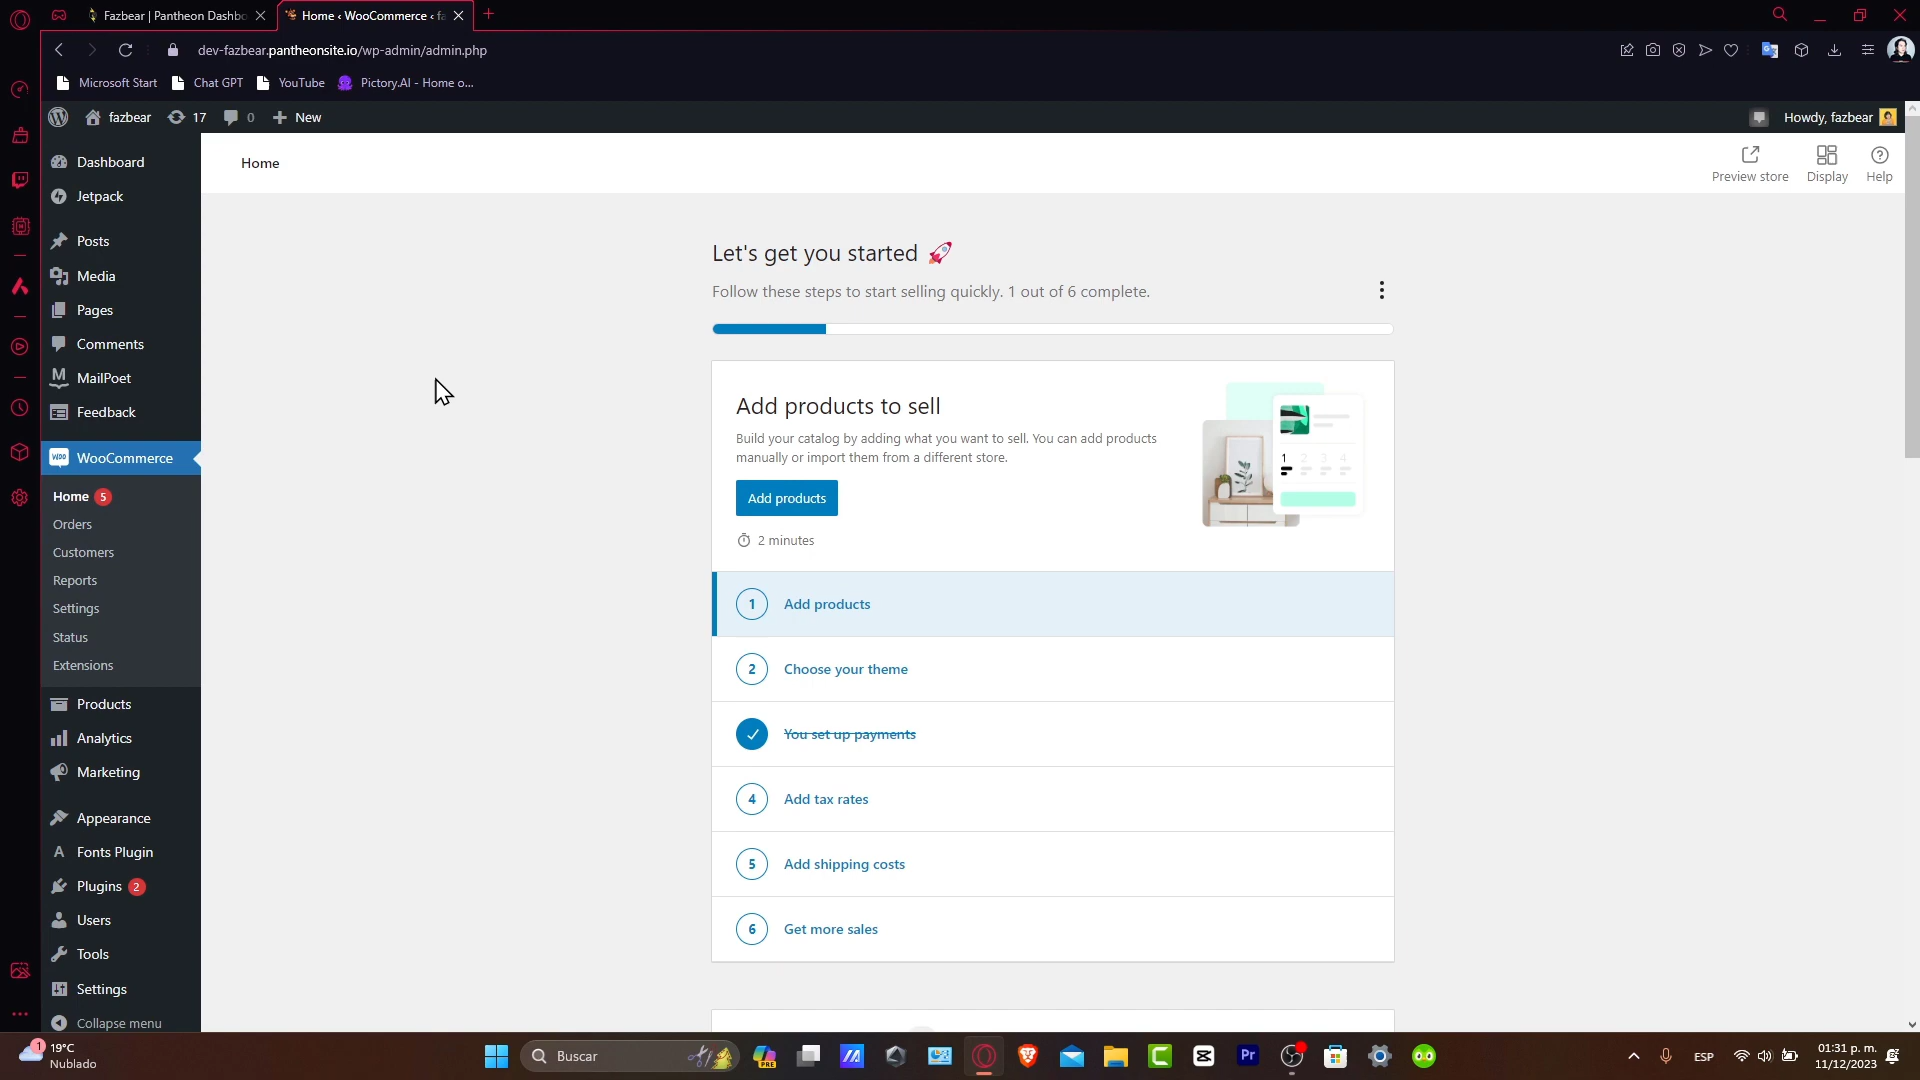 Fazbear | Pantheon Dashbo
Home ‹ WooCommerce ‹ fa
dev-fazbear.pantheonsite.io/wp-admin/admin.php
Microsoft Start
Chat GPT
YouTube
Pictory.AI - Home o...
fazbear
17
0
New
Howdy, fazbear
Dashboard
Jetpack
Posts
Media
Pages
Comments
MailPoet
Feedback
WooCommerce
Home 5
Orders
Customers
Reports
Settings
Status
Extensions
Products
Analytics
Marketing
Appearance
Fonts Plugin
Plugins 2
Users
Tools
Settings
Collapse menu
Home
Preview store
Display
Help
Let's get you started
Follow these steps to start selling quickly. 1 out of 6 complete.
Add products to sell
Build your catalog by adding what you want to sell. You can add products
manually or import them from a different store.
Add products
2 minutes
1 2 3 4
1 Add products
2 Choose your theme
You set up payments
4 Add tax rates
5 Add shipping costs
6 Get more sales
1
19°C
Nublado
Buscar
PRE
Pr
ESP
01:31 p. m.
11/12/2023